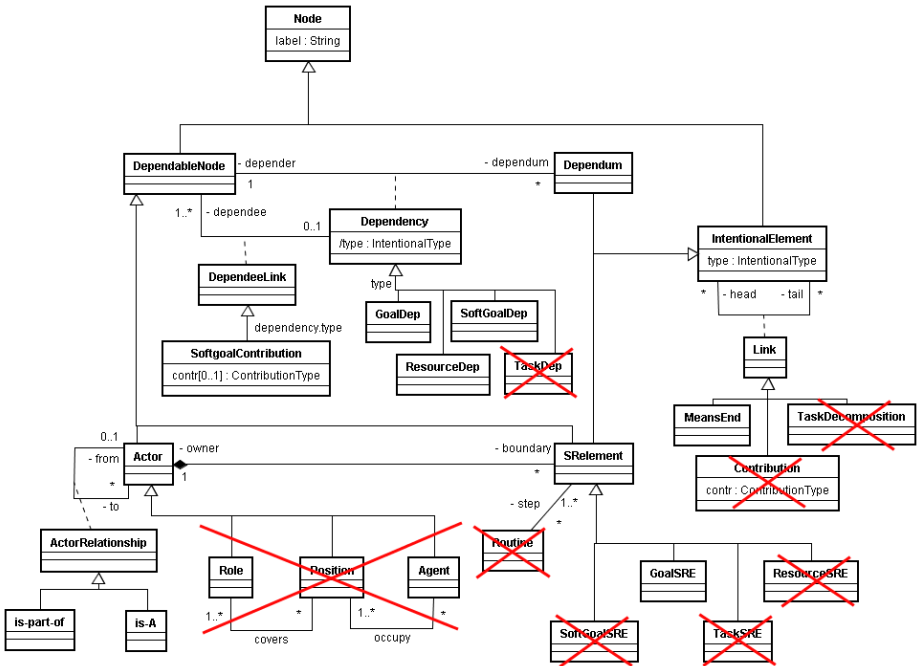 Node
label : String
DependableNode
- depender
1
- dependum
*
Dependum
1..*
- dependee
0..1
Dependency
/type : IntentionalType
IntentionalElement
type : IntentionalType
DependeeLink
type
* - head - tail *
dependency.type
GoalDep
SoftGoalDep
Link
SoftgoalContribution
contr[0..1] : ContributionType
ResourceDep
TaskDep
MeansEnd
TaskDecomposition
0..1
- from
*
- to
Actor
- owner
1
- boundary
*
SRelement
Contribution
contr : ContributionType
- step
1..*
*
ActorRelationship
Routine
Role
Position
Agent
GoalSRE
ResourceSRE
1..*
*
1..*
*
covers
occupy
is-part-of
is-A
SoftGoalSRE
TaskSRE